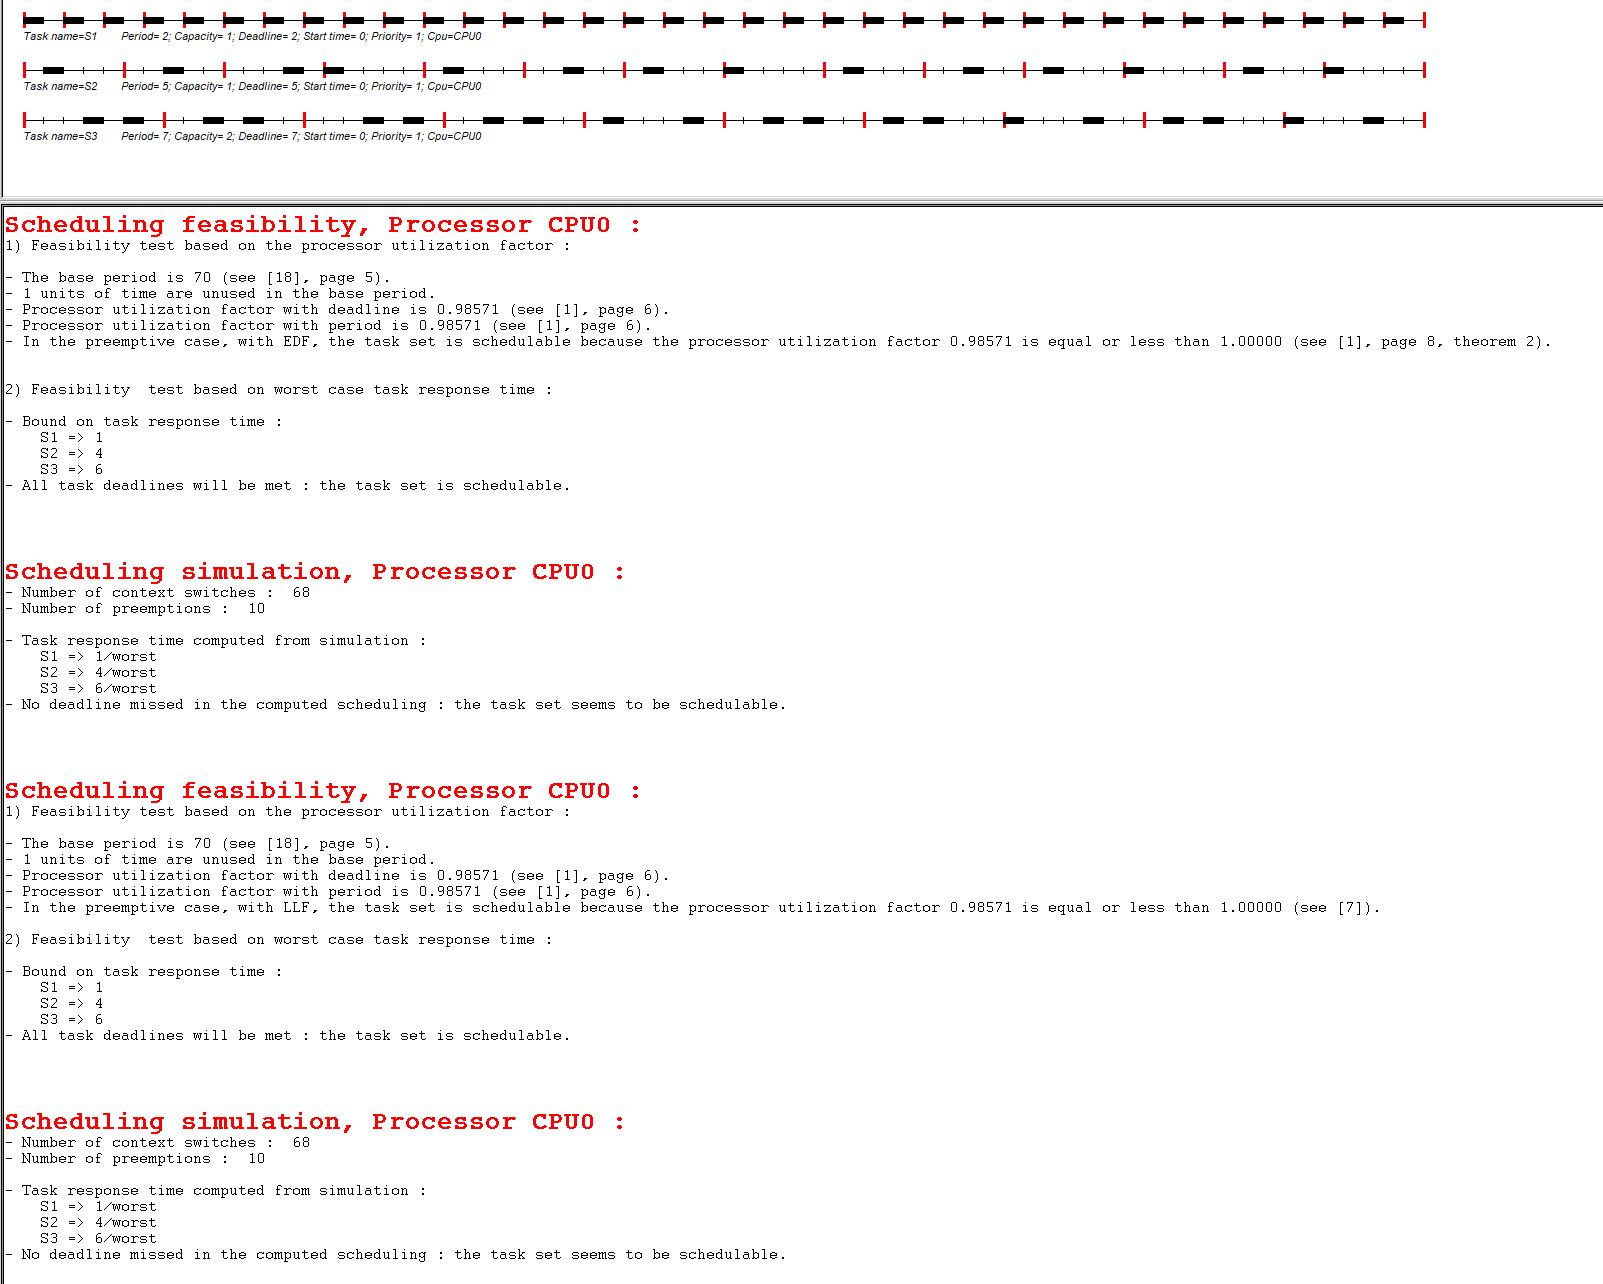 Task name=S1 Period= 2; Capacity= 1; Deadline= 2; Start time= 0; Priority= 1; Cpu=CPU0
Task name=S2 Period= 5; Capacity= 1; Deadline= 5; Start time= 0; Priority= 1; Cpu=CPU0
Task name=S3 Period= 7; Capacity= 2; Deadline= 7; Start time= 0; Priority= 1; Cpu=CPU0
Scheduling feasibility, Processor CPU0 :
1) Feasibility test based on the processor utilization factor :
- The base period is 70 (see [18], page 5).
- 1 units of time are unused in the base period.
- Processor utilization factor with deadline is 0.98571 (see [1], page 6).
- Processor utilization factor with period is 0.98571 (see [1], page 6).
- In the preemptive case, with EDF, the task set is schedulable because the processor utilization factor 0.98571 is equal or less than 1.00000 (see [1], page 8, theorem 2).
2) Feasibility  test based on worst case task response time :
- Bound on task response time :
S1 => 1
S2 => 4
S3 => 6
- All task deadlines will be met : the task set is schedulable.
Scheduling simulation, Processor CPU0 :
- Number of context switches :  68
- Number of preemptions :  10
- Task response time computed from simulation :
S1 => 1/worst
S2 => 4/worst
S3 => 6/worst
- No deadline missed in the computed scheduling : the task set seems to be schedulable.
Scheduling feasibility, Processor CPU0 :
1) Feasibility test based on the processor utilization factor :
- The base period is 70 (see [18], page 5).
- 1 units of time are unused in the base period.
- Processor utilization factor with deadline is 0.98571 (see [1], page 6).
- Processor utilization factor with period is 0.98571 (see [1], page 6).
- In the preemptive case, with LLF, the task set is schedulable because the processor utilization factor 0.98571 is equal or less than 1.00000 (see [7]).
2) Feasibility  test based on worst case task response time :
- Bound on task response time :
S1 => 1
S2 => 4
S3 => 6
- All task deadlines will be met : the task set is schedulable.
Scheduling simulation, Processor CPU0 :
- Number of context switches :  68
- Number of preemptions :  10
- Task response time computed from simulation :
S1 => 1/worst
S2 => 4/worst
S3 => 6/worst
- No deadline missed in the computed scheduling : the task set seems to be schedulable.